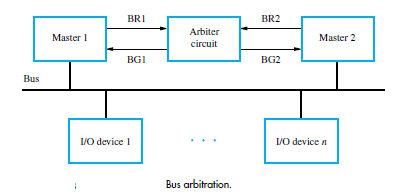 BR1
BR2
Master 1
Arbiter
circuit
Master 2
BG1
BG2
Bus
I/O device 1
. . .
I/O device n
Bus arbitration.